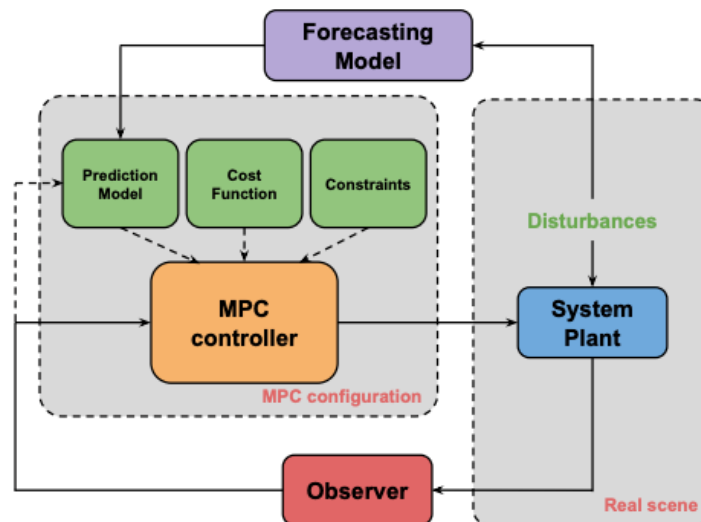 Forecasting
Model
Prediction
Model
Cost
Function
Constraints
Disturbances
MPC
controller
System
Plant
MPC configuration
Observer
Real scene